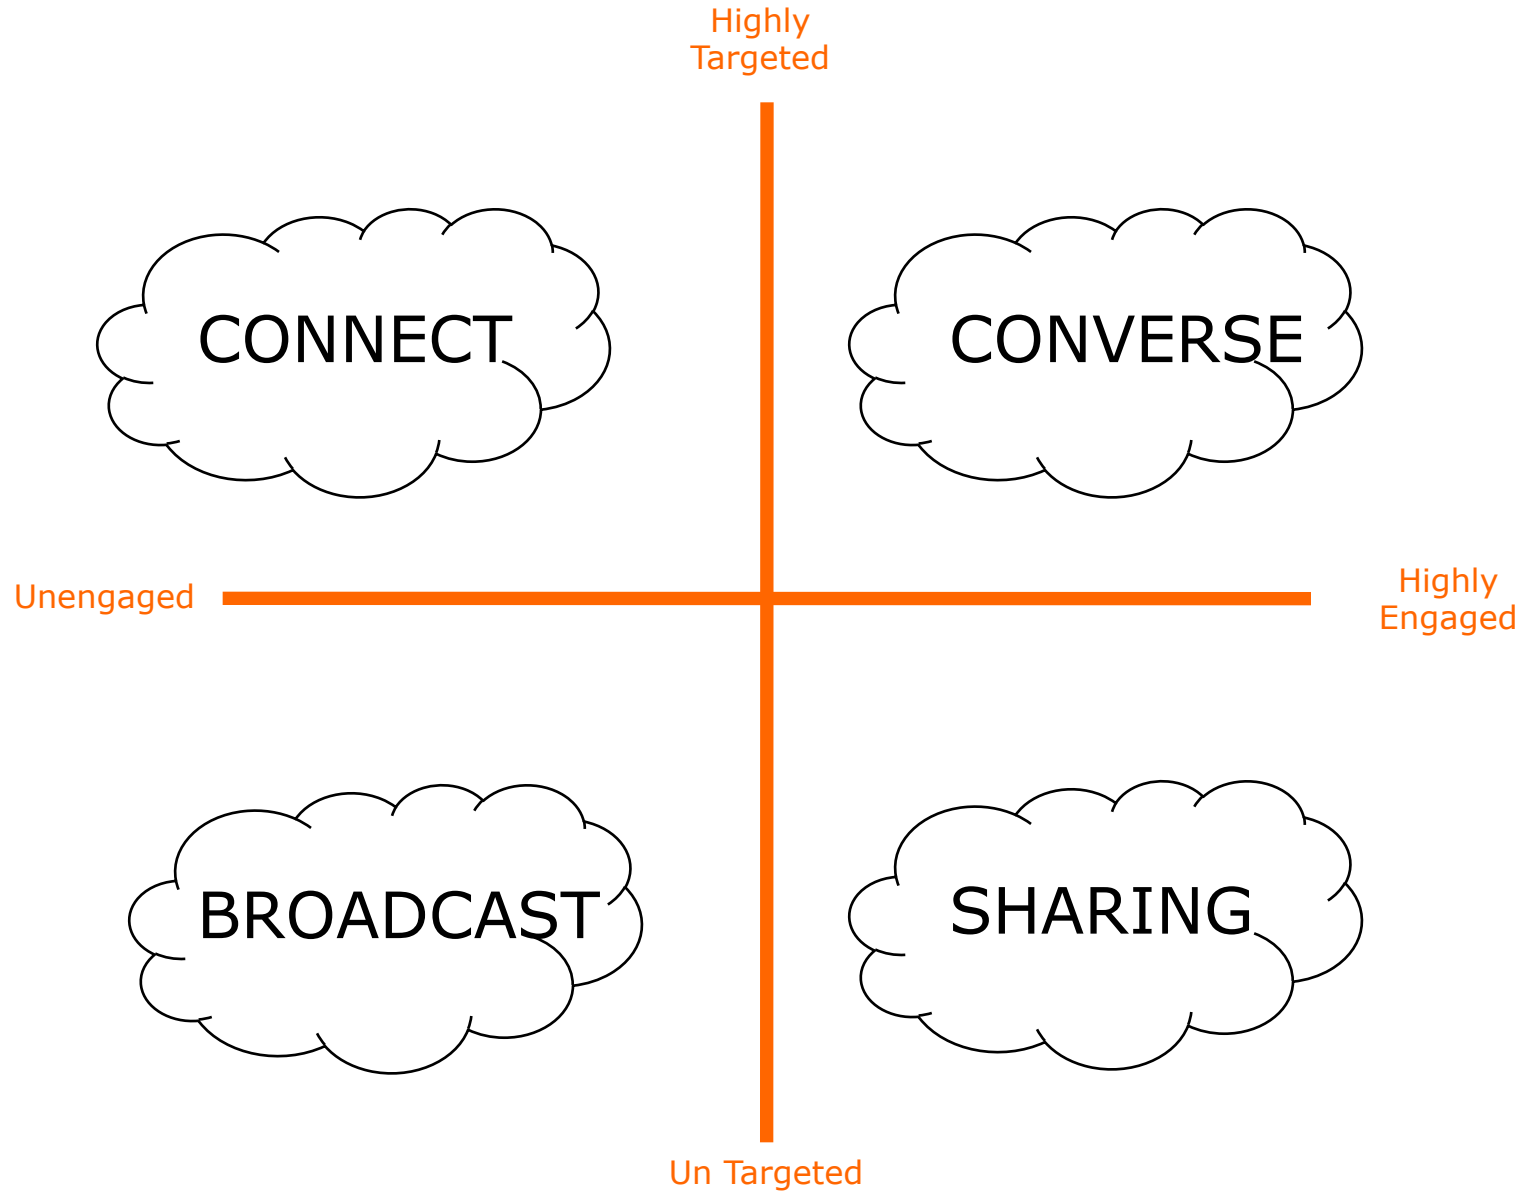 Highly
Targeted
CONNECT
CONVERSE
Unengaged
Highly
Engaged
BROADCAST
SHARING
Un Targeted